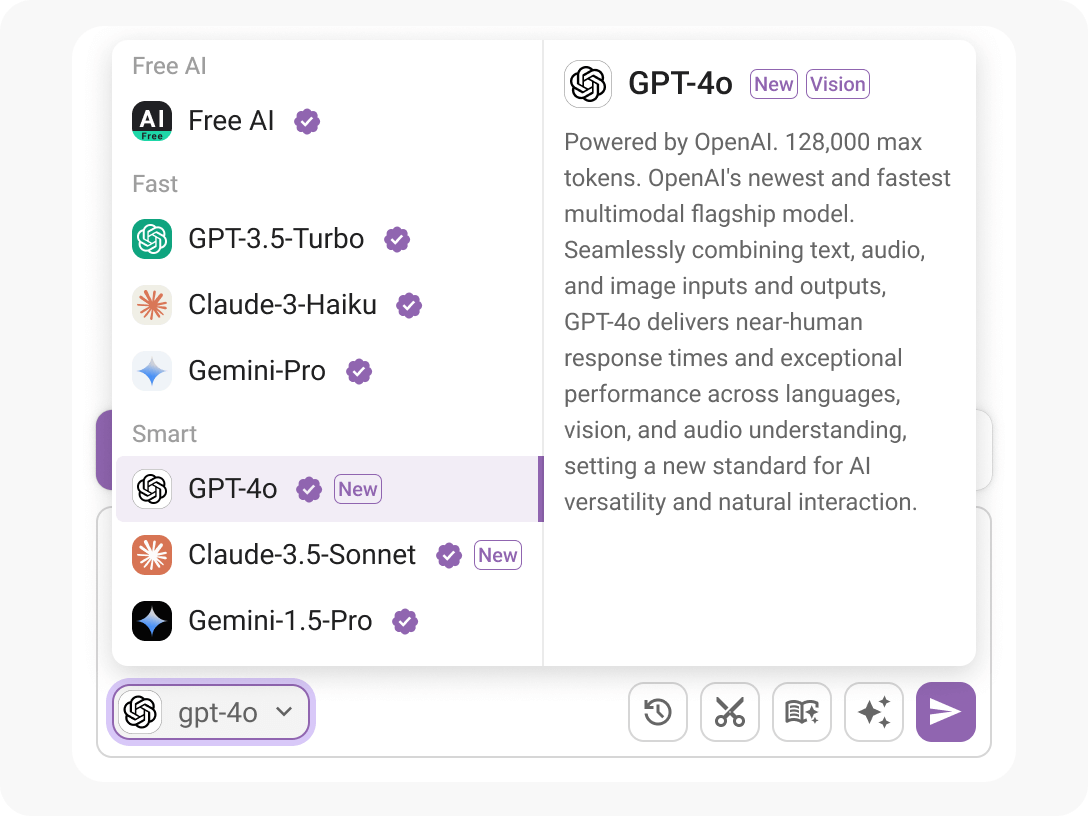 Free AI
AI
Free
Free AI
Fast
GPT-3.5-Turbo
Claude-3-Haiku
Gemini-Pro
Smart
GPT-4o New
Claude-3.5-Sonnet New
Gemini-1.5-Pro
GPT-4o New Vision
Powered by OpenAI. 128,000 max
tokens. OpenAI's newest and fastest
multimodal flagship model.
Seamlessly combining text, audio,
and image inputs and outputs,
GPT-4o delivers near-human
response times and exceptional
performance across languages,
vision, and audio understanding,
setting a new standard for AI
versatility and natural interaction.
gpt-4o